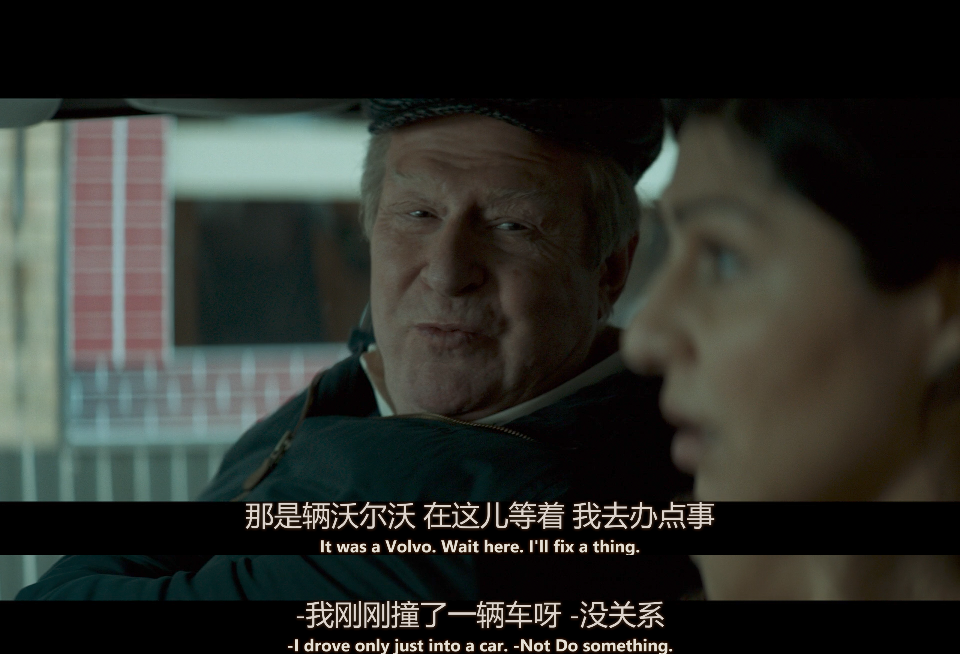 那是辆沃尔沃 在这儿等着 我去办点事
It was a Volvo. Wait here. I'll fix a thing.
-我刚刚撞了一辆车呀 -没关系
-I drove only just into a car. -Not Do something.